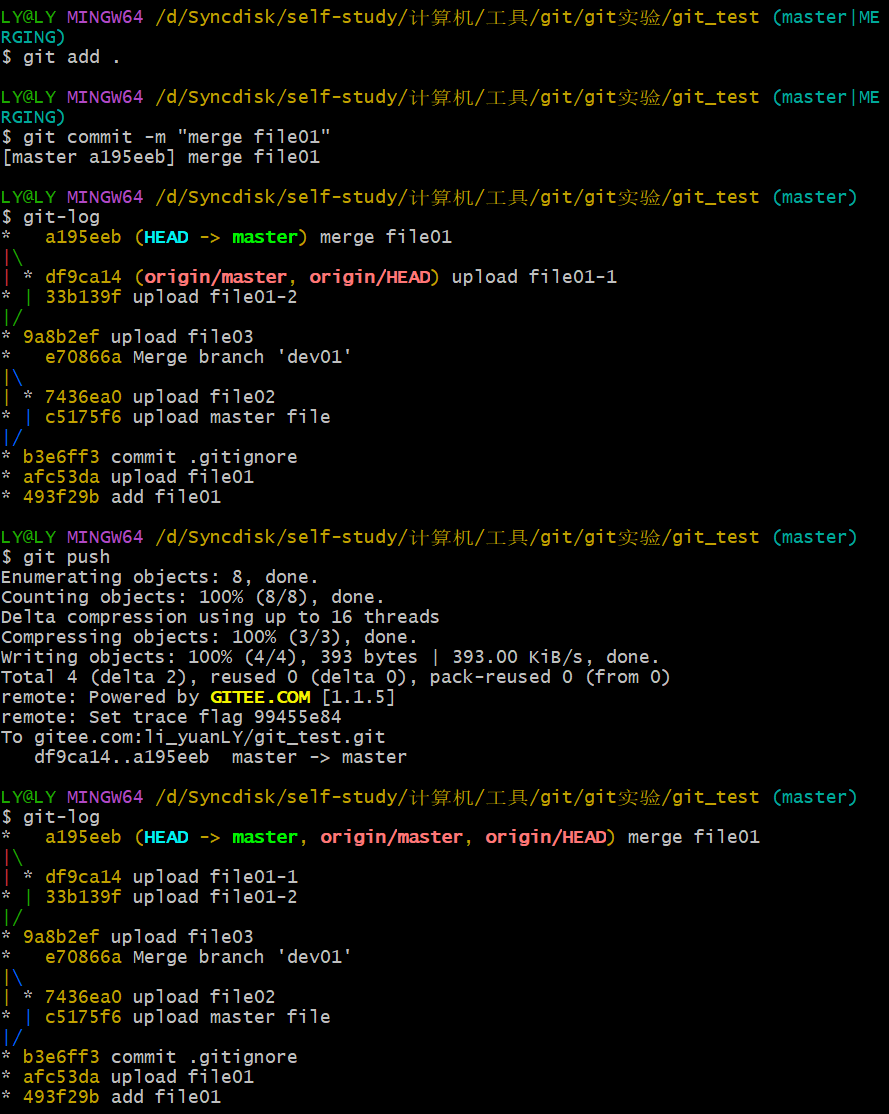 LY@LY MINGW64 /d/Syncdisk/self-study/计算机/工具/git/git实验/git_test (master|ME
RGING)
$ git add .

LY@LY MINGW64 /d/Syncdisk/self-study/计算机/工具/git/git实验/git_test (master|ME
RGING)
$ git commit -m "merge file01"
[master a195eeb] merge file01

LY@LY MINGW64 /d/Syncdisk/self-study/计算机/工具/git/git实验/git_test (master)
$ git-log
*   a195eeb (HEAD -> master) merge file01
|\
| * df9ca14 (origin/master, origin/HEAD) upload file01-1
* | 33b139f upload file01-2
|/
* 9a8b2ef upload file03
*   e70866a Merge branch 'dev01'
|\
| * 7436ea0 upload file02
* | c5175f6 upload master file
|/
* b3e6ff3 commit .gitignore
* afc53da upload file01
* 493f29b add file01

LY@LY MINGW64 /d/Syncdisk/self-study/计算机/工具/git/git实验/git_test (master)
$ git push
Enumerating objects: 8, done.
Counting objects: 100% (8/8), done.
Delta compression using up to 16 threads
Compressing objects: 100% (3/3), done.
Writing objects: 100% (4/4), 393 bytes | 393.00 KiB/s, done.
Total 4 (delta 2), reused 0 (delta 0), pack-reused 0 (from 0)
remote: Powered by GITEE.COM [1.1.5]
remote: Set trace flag 99455e84
To gitee.com:li_yuanLY/git_test.git
   df9ca14..a195eeb  master -> master

LY@LY MINGW64 /d/Syncdisk/self-study/计算机/工具/git/git实验/git_test (master)
$ git-log
*   a195eeb (HEAD -> master, origin/master, origin/HEAD) merge file01
|\
| * df9ca14 upload file01-1
* | 33b139f upload file01-2
|/
* 9a8b2ef upload file03
*   e70866a Merge branch 'dev01'
|\
| * 7436ea0 upload file02
* | c5175f6 upload master file
|/
* b3e6ff3 commit .gitignore
* afc53da upload file01
* 493f29b add file01